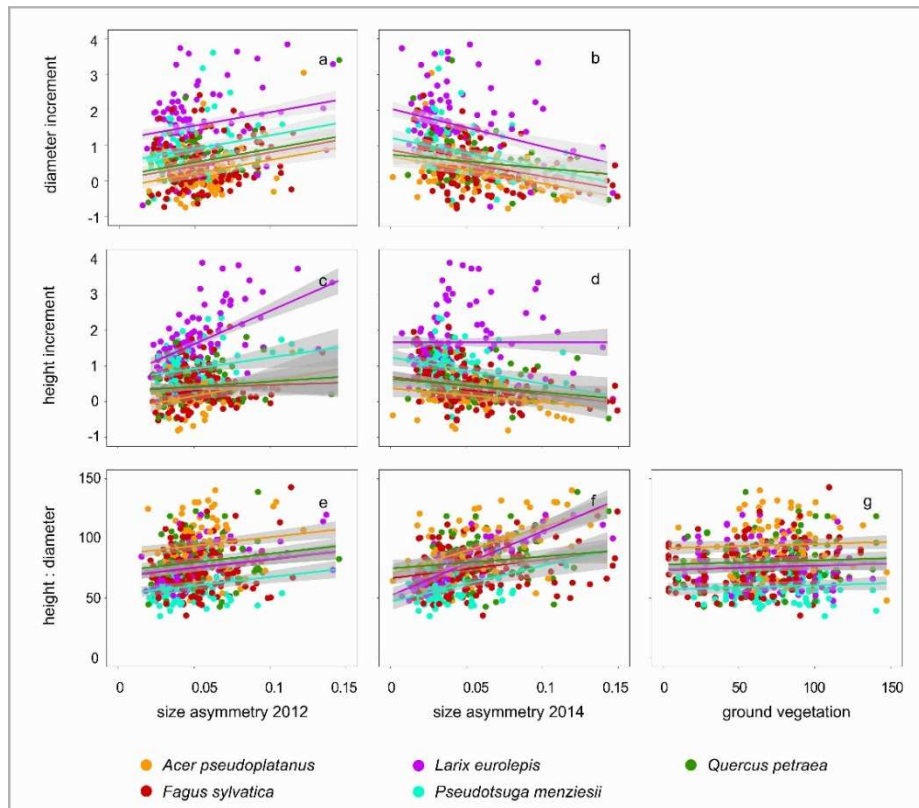 a
b
4
3
2
1
0
-1
diameter increment
c
d
4
3
2
1
0
-1
height increment
e
f
g
150
100
50
0
height : diameter
0 0.05 0.1 0.15
0 0.05 0.1 0.15
0 50 100 150
size asymmetry 2012
size asymmetry 2014
ground vegetation
Acer pseudoplatanus
Larix eurolepis
Quercus petraea
Fagus sylvatica
Pseudotsuga menziesii